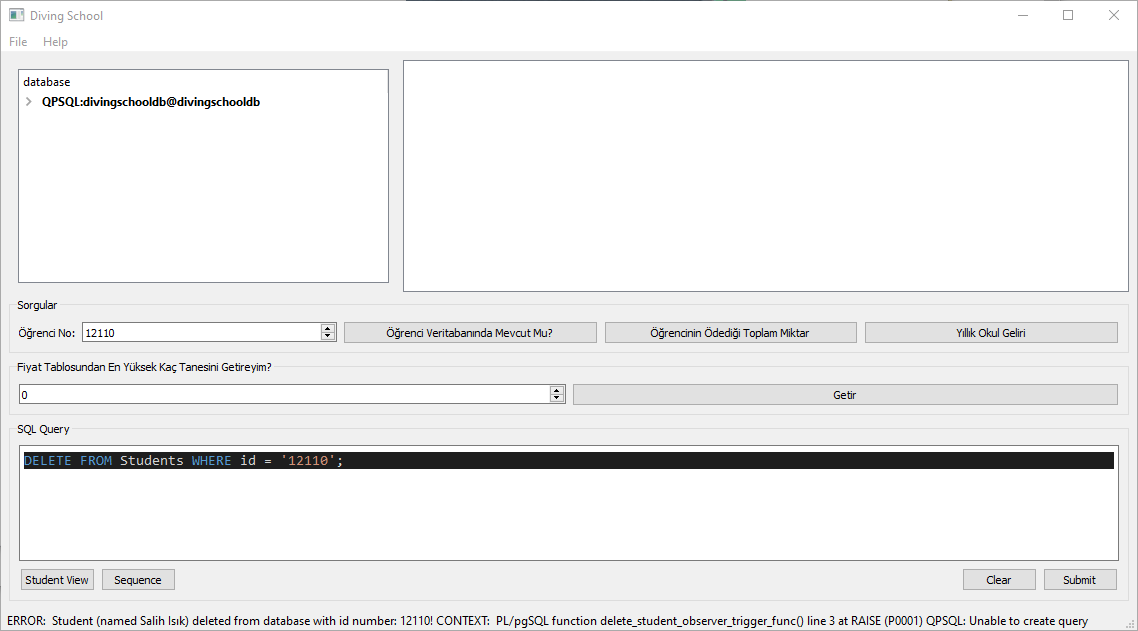 Diving School
File Help
database
QPSQL:divingschooldb@divingschooldb
Sorgular
Öğrenci No: 12110 Öğrenci Veritabanında Mevcut Mu? Öğrencinin Ödediği Toplam Miktar Yıllık Okul Geliri
Fiyat Tablosundan En Yüksek Kaç Tanesini Getireyim?
0 Getir
SQL Query
DELETE FROM Students WHERE id = '12110';
Student View Sequence Clear Submit
ERROR: Student (named Salih Isık) deleted from database with id number: 12110! CONTEXT: PL/pgSQL function delete_student_observer_trigger_func() line 3 at RAISE (P0001) QPSQL: Unable to create query